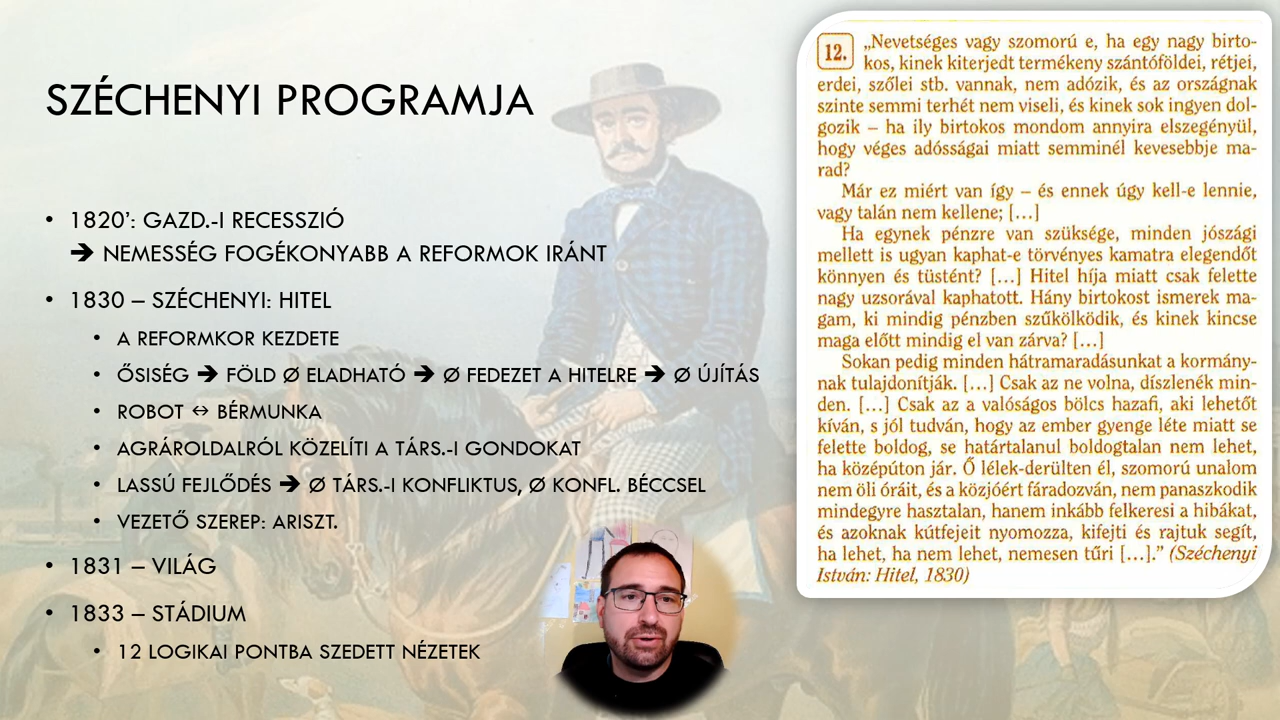 SZÉCHENYI PROGRAMJA
• 1820’: GAZD.-I RECESSZIÓ
➔ NEMESSÉG FOGÉKONYABB A REFORMOK IRÁNT
• 1830 – SZÉCHENYI: HITEL
• A REFORMKOR KEZDETE
• ŐSISÉG ➔ FÖLD Ø ELADHATÓ ➔ Ø FEDEZET A HITELRE ➔ Ø ÚJÍTÁS
• ROBOT ↔ BÉRMUNKA
• AGRÁROLDALRÓL KÖZELÍTI A TÁRS.-I GONDOKAT
• LASSÚ FEJLŐDÉS ➔ Ø TÁRS.-I KONFLIKTUS, Ø KONFL. BÉCCSEL
• VEZETŐ SZEREP: ARISZT.
• 1831 – VILÁG
• 1833 – STÁDIUM
• 12 LOGIKAI PONTBA SZEDETT NÉZETEK
12. „Nevetséges vagy szomorú e, ha egy nagy birto-
kos, kinek kiterjedt termékeny szántóföldei, rétjei,
erdei, szőlei stb. vannak, nem adózik, és az országnak
szinte semmi terhét nem viseli, és kinek sok ingyen dol-
gozik – ha ily birtokos mondom annyira elszegényül,
hogy véges adósságai miatt semminél kevesebbje ma-
rad?
Már ez miért van így – és ennek úgy kell-e lennie,
vagy talán nem kellene; [...]
Ha egynek pénzre van szüksége, minden jószági
mellett is ugyan kaphat-e törvényes kamatra elegendőt
könnyen és tüstént? [...] Hitel híja miatt csak felette
nagy uzsorával kaphatott. Hány birtokost ismerek ma-
gam, ki mindig pénzben szűkölködik, és kinek kincse
maga előtt mindig el van zárva? [...]
Sokan pedig minden hátramaradásunkat a kormány-
nak tulajdonítják. [...] Csak az ne volna, díszlenék min-
den. [...] Csak az a valóságos bölcs hazafi, aki lehetőt
kíván, s jól tudván, hogy az ember gyenge léte miatt se
felette boldog, se határtalanul boldogtalan nem lehet,
ha középúton jár. Ő lélek-derülten él, szomorú unalom
nem öli óráit, és a közjóért fáradozván, nem panaszkodik
mindegyre hasztalan, hanem inkább felkeresi a hibákat,
és azoknak kútfejeit nyomozza, kifejti és rajtuk segít,
ha lehet, ha nem lehet, nemesen tűri [...].” (Széchenyi
István: Hitel, 1830)